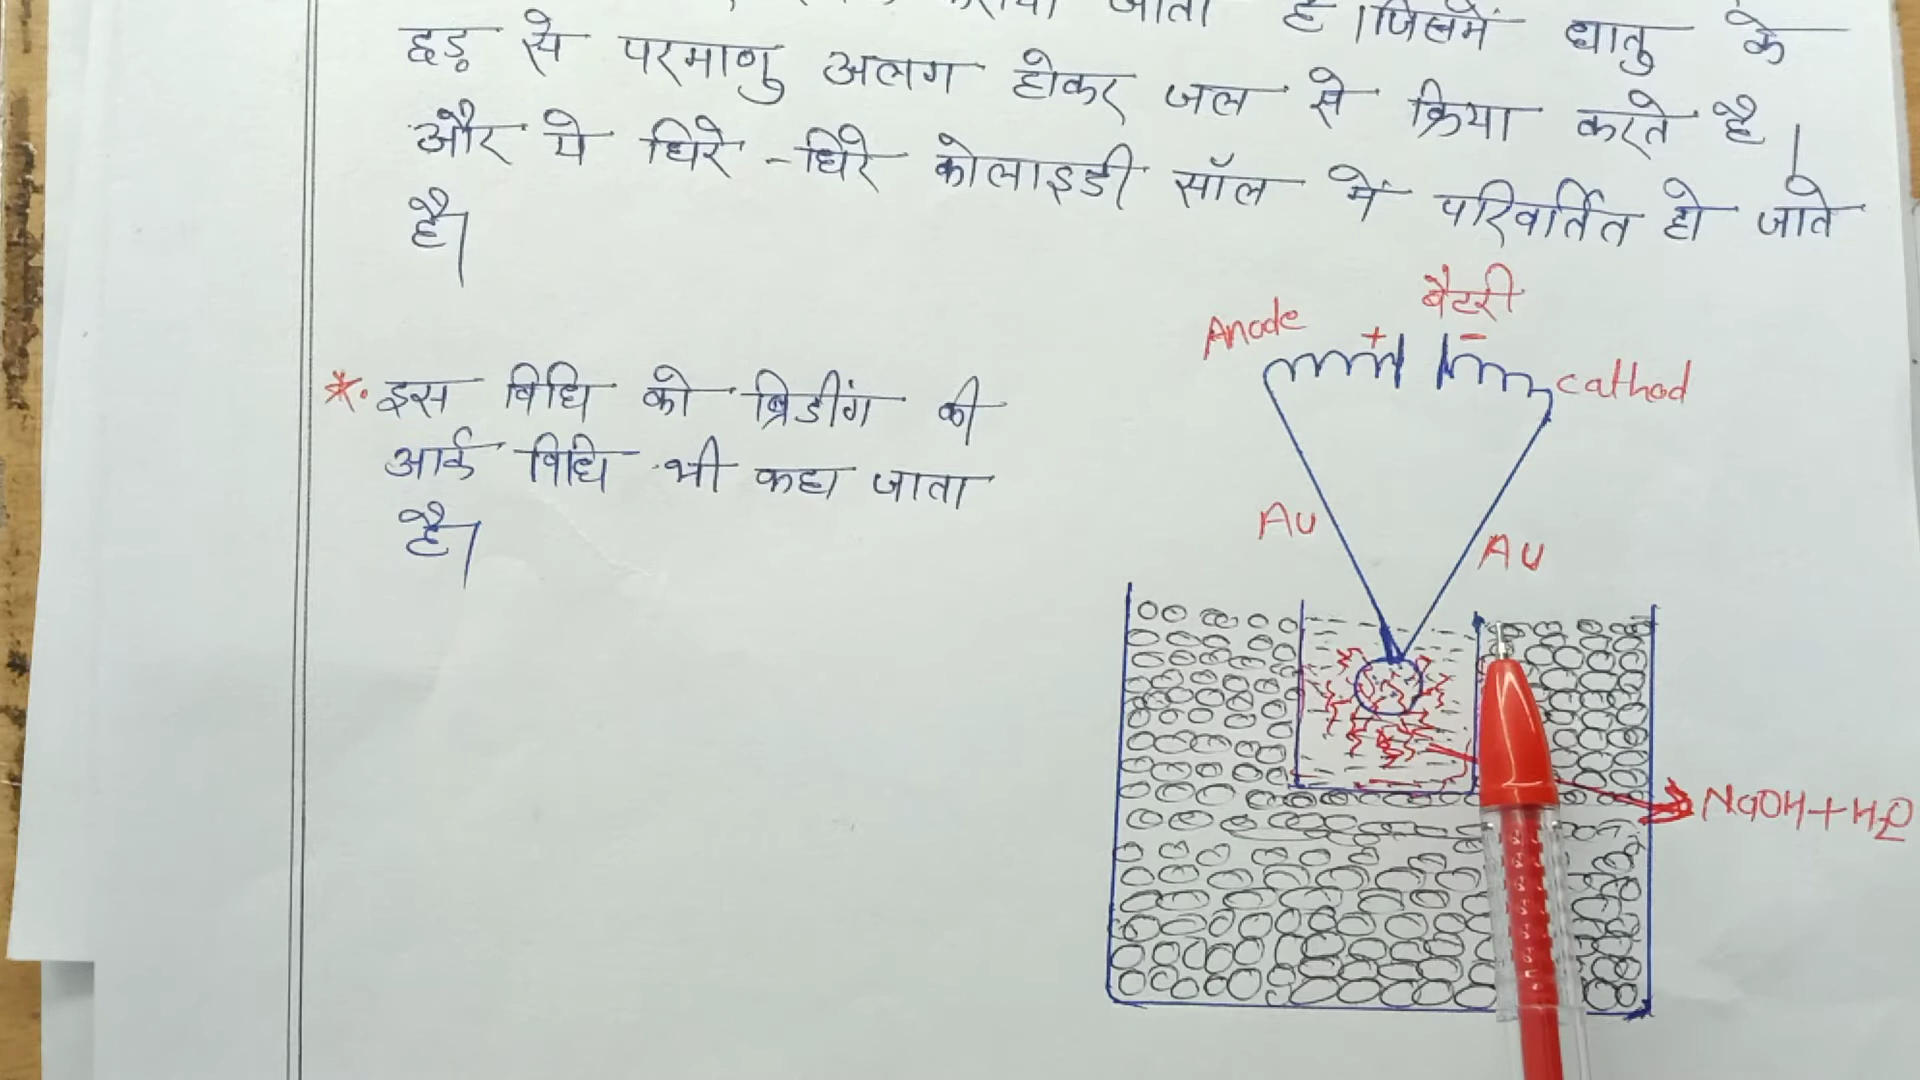 जाता है।जिसमें धातु के
छड़ से परमाणु अलग होकर जल से क्रिया करते है।
और ये धिरे-धिरे कोलाइडी सॉल में परिवर्तित हो जाते
है।
बैटरी
Anode + - cathod
*. इस विधि को ब्रिडींग की
आर्क विधि भी कहा जाता
है।
Au Au
NaOH+H2O